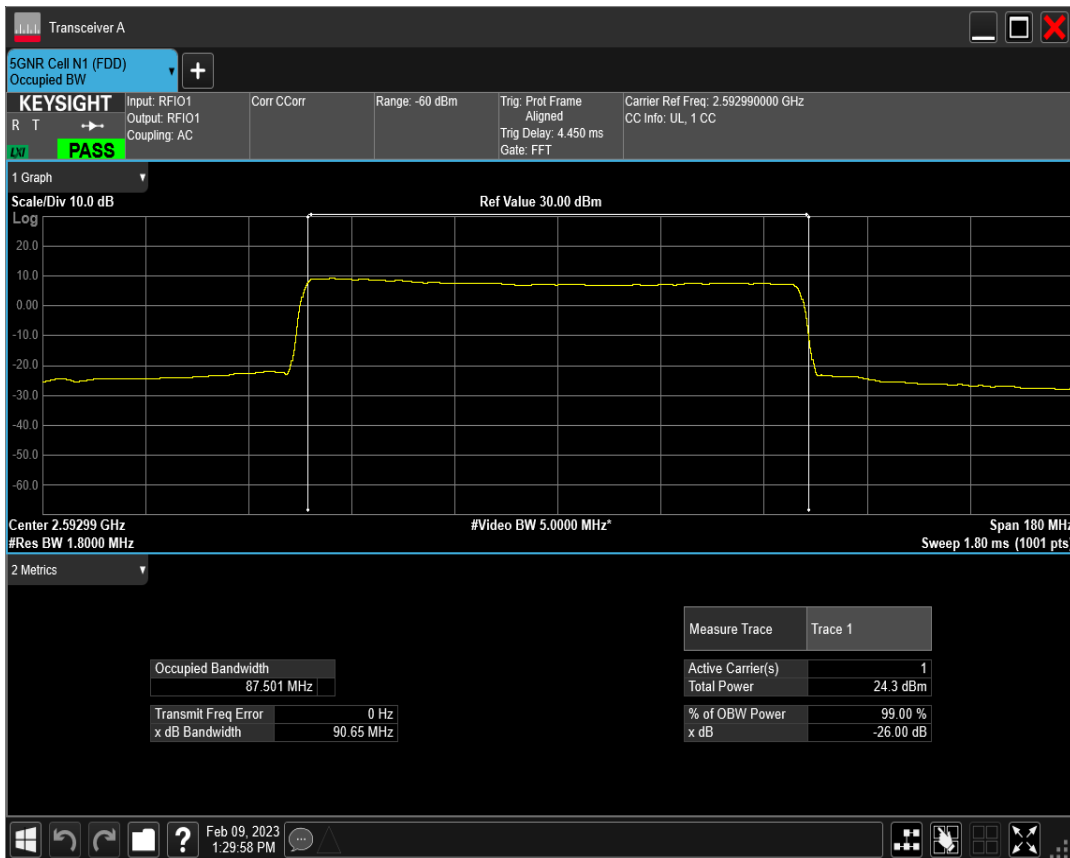 Transceiver A
5GNR Cell N1 (FDD)
Occupied BW
+
KEYSIGHT
R T
LXI
PASS
Input: RFIO1
Output: RFIO1
Coupling: AC
Corr CCorr
Range: -60 dBm
Trig: Prot Frame
Aligned
Trig Delay: 4.450 ms
Gate: FFT
Carrier Ref Freq: 2.592990000 GHz
CC Info: UL, 1 CC
1 Graph
Scale/Div 10.0 dB
Ref Value 30.00 dBm
Log
20.0
10.0
0.00
-10.0
-20.0
-30.0
-40.0
-50.0
-60.0
Center 2.59299 GHz
#Video BW 5.0000 MHz*
Span 180 MHz
#Res BW 1.8000 MHz
Sweep 1.80 ms (1001 pts)
2 Metrics
Measure Trace Trace 1
Occupied Bandwidth
87.501 MHz
Active Carrier(s) 1
Total Power 24.3 dBm
Transmit Freq Error 0 Hz
x dB Bandwidth 90.65 MHz
% of OBW Power 99.00 %
x dB -26.00 dB
?
Feb 09, 2023
1:29:58 PM